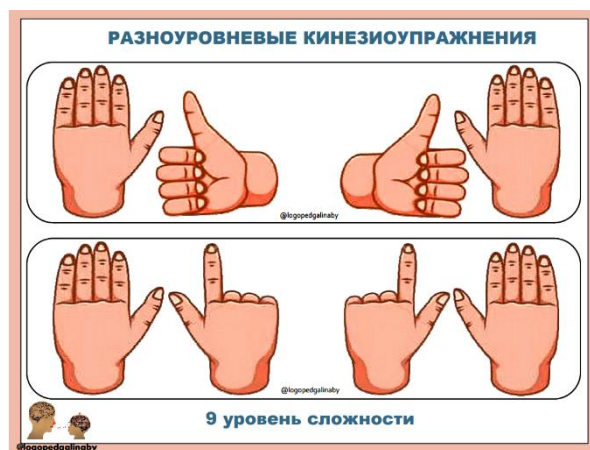 РАЗНОУРОВНЕВЫЕ КИНЕЗИОУПРАЖНЕНИЯ
@logopedgalinaby
@logopedgalinaby
9 уровень сложности
@logopedgalinaby